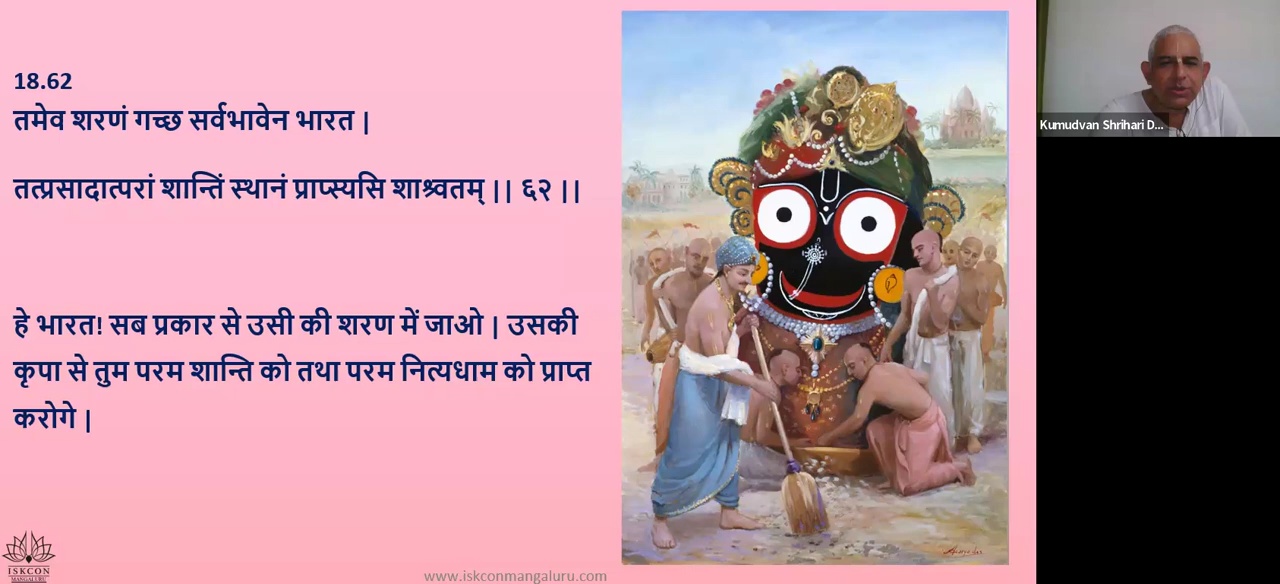 18.62
तमेव शरणं गच्छ सर्वभावेन भारत |
तत्प्रसादात्परां शान्तिं स्थानं प्राप्स्यसि शाश्र्वतम् || ६२ ||
हे भारत! सब प्रकार से उसी की शरण में जाओ | उसकी
कृपा से तुम परम शान्ति को तथा परम नित्यधाम को प्राप्त
करोगे |
Kumudvan Shrihari D...
ISKCON
MANGALURU
www.iskconmangaluru.com